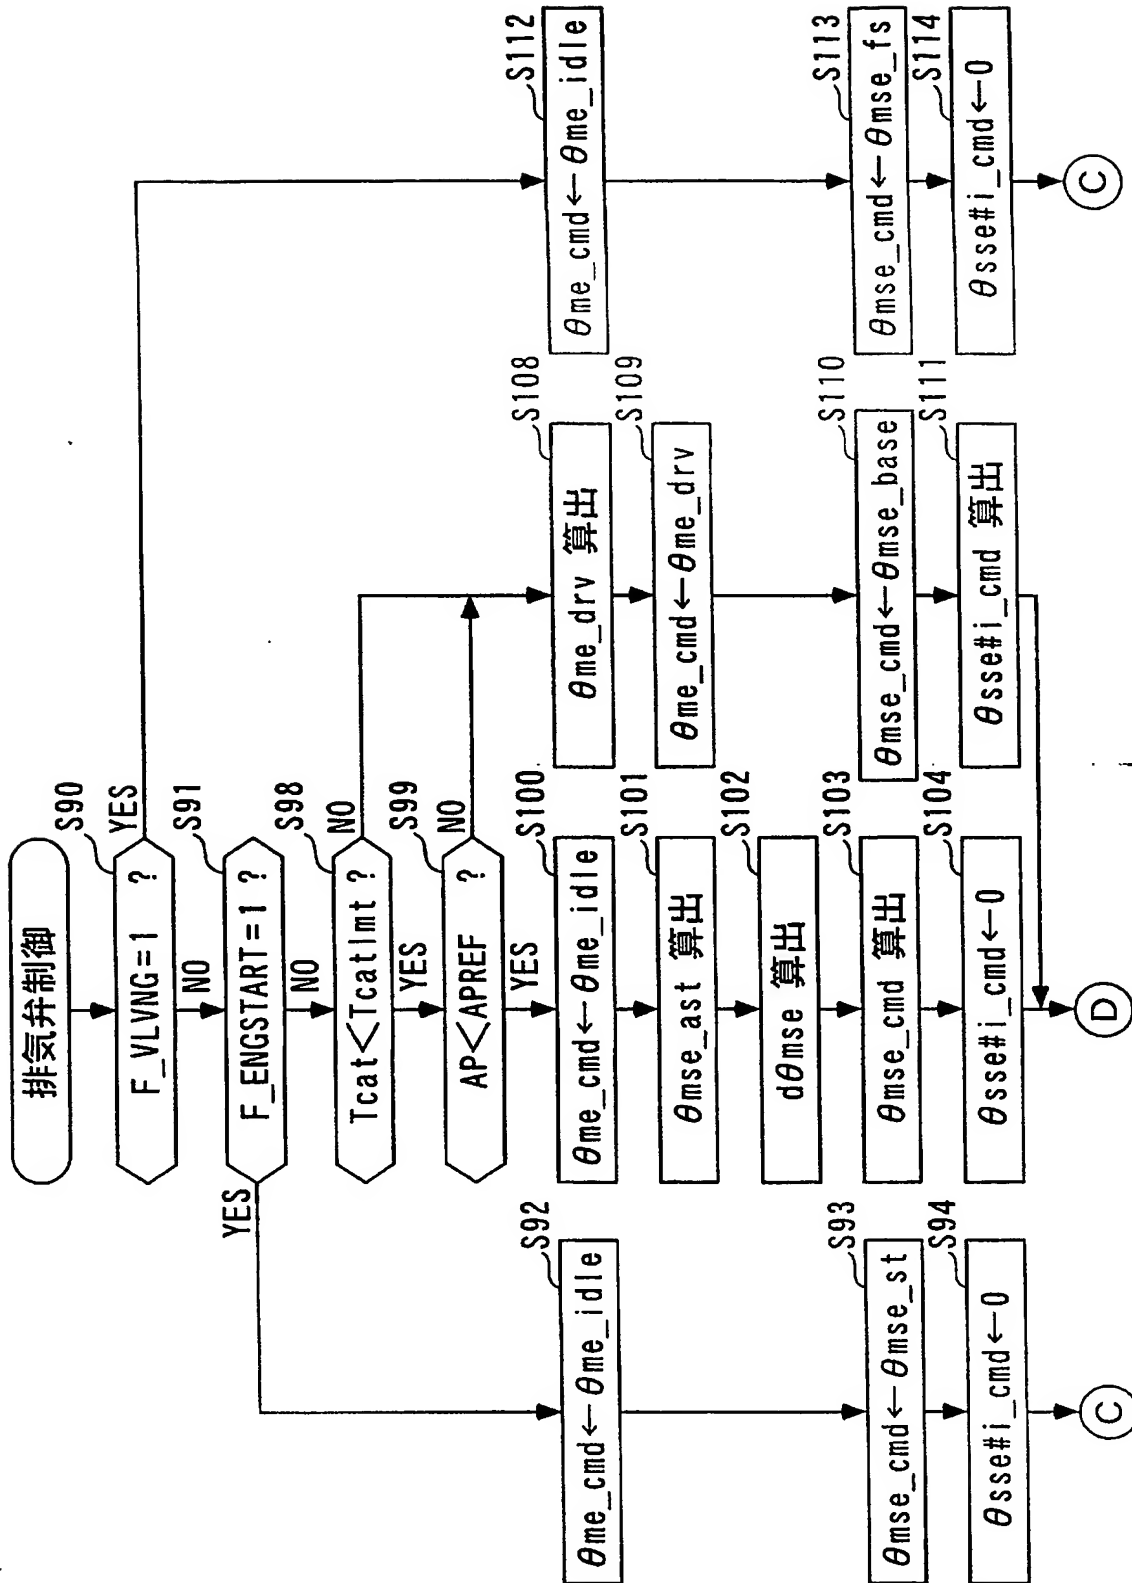 排気弁制御
S90
F_VLVNG=1 ?
YES
NO
S91
F_ENGSTART=1 ?
YES
NO
S98
Tcat<Tcatlmt ?
NO
YES
S99
AP<APREF ?
NO
YES
S92
θme_cmd←θme_idle
S93
θmse_cmd←θmse_st
S94
θsse#i_cmd←0
C
S100
θme_cmd←θme_idle
S101
θmse_ast 算出
S102
dθmse 算出
S103
θmse_cmd 算出
S104
θsse#i_cmd←0
D
S108
θme_drv 算出
S109
θme_cmd←θme_drv
S110
θmse_cmd←θmse_base
S111
θsse#i_cmd 算出
S112
θme_cmd←θme_idle
S113
θmse_cmd←θmse_fs
S114
θsse#i_cmd←0
C